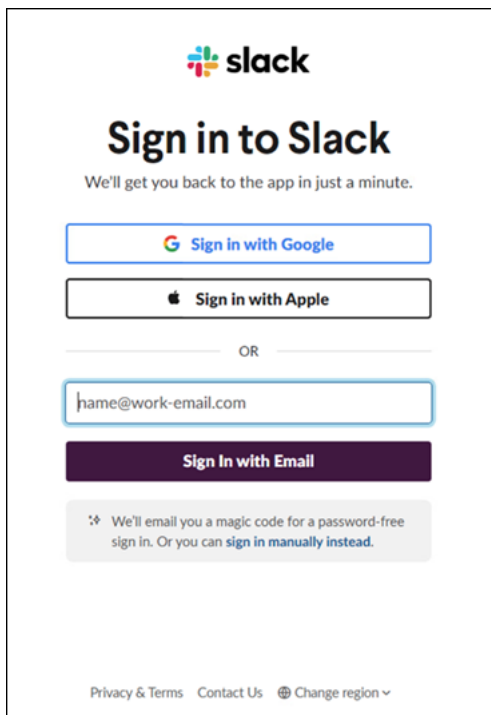 slack
Sign in to Slack
We'll get you back to the app in just a minute.
Sign in with Google
Sign in with Apple
OR
name@work-email.com
Sign In with Email
We'll email you a magic code for a password-free
sign in. Or you can sign in manually instead.
Privacy & Terms Contact Us Change region